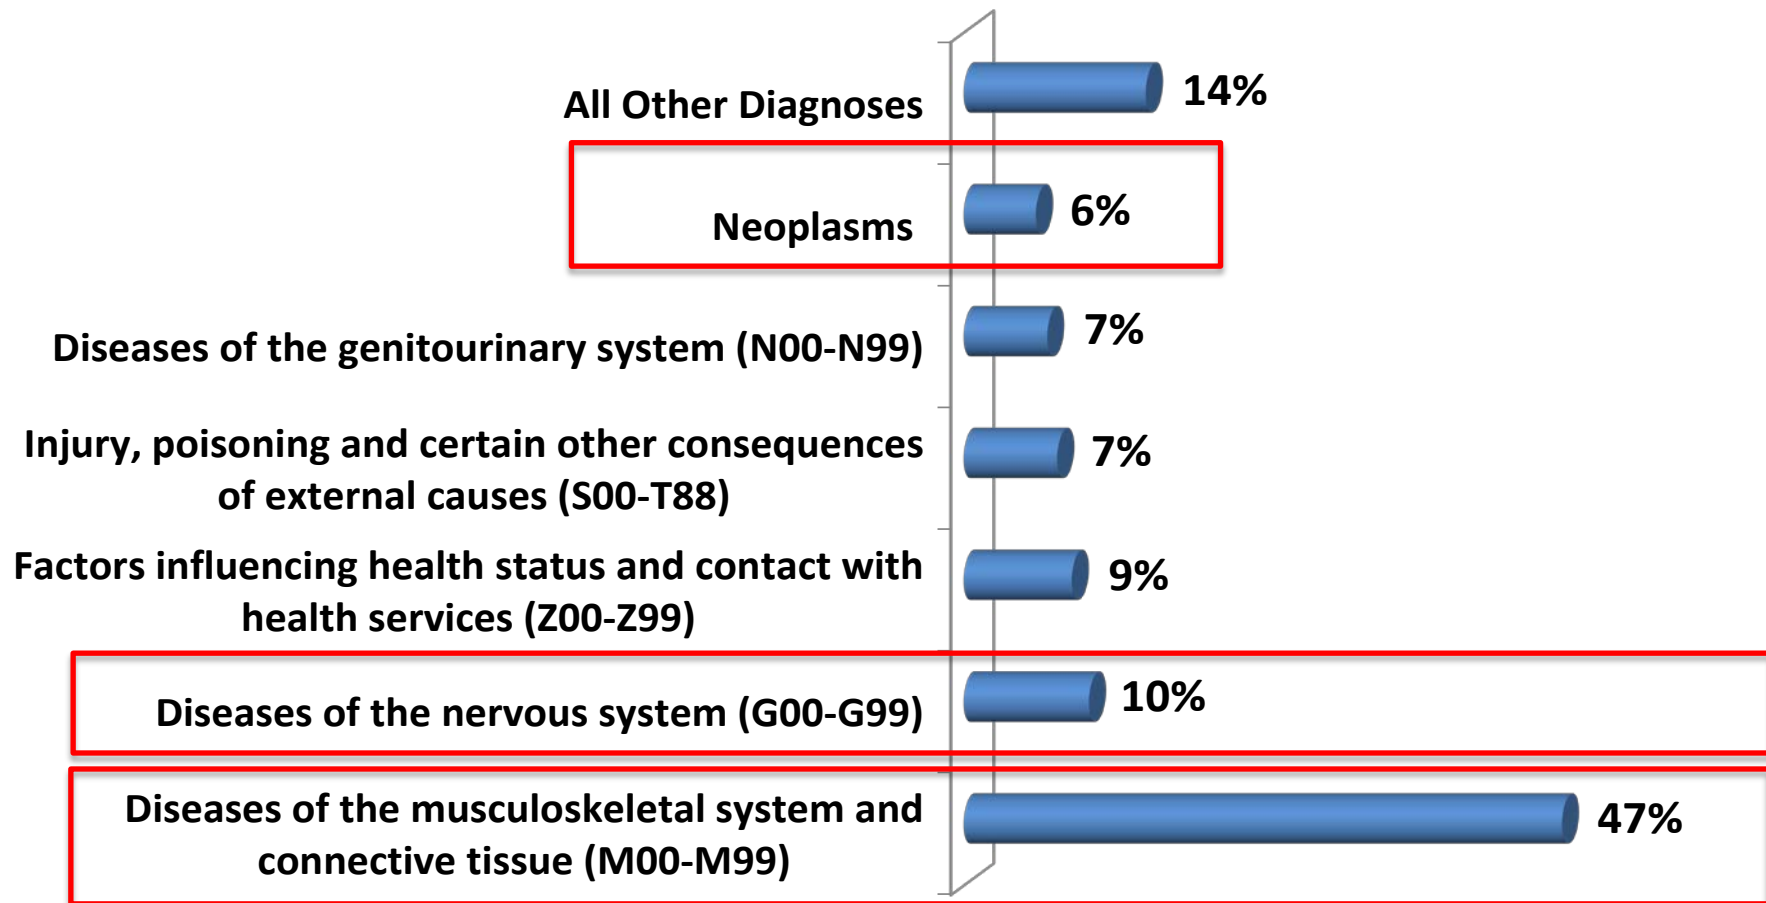 All Other Diagnoses 14%
Neoplasms 6%
Diseases of the genitourinary system (N00-N99) 7%
Injury, poisoning and certain other consequences
of external causes (S00-T88) 7%
Factors influencing health status and contact with
health services (Z00-Z99) 9%
Diseases of the nervous system (G00-G99) 10%
Diseases of the musculoskeletal system and
connective tissue (M00-M99) 47%